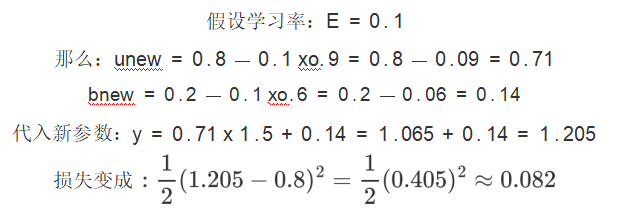 假设学习率：E = 0.1
那么：unew = 0.8 — 0.1 xo.9 = 0.8 — 0.09 = 0.71
bnew = 0.2 — 0.1 xo.6 = 0.2 — 0.06 = 0.14
代入新参数：y = 0.71 x 1.5 + 0.14 = 1.065 + 0.14 = 1.205
损失变成：\frac{1}{2}(1.205 − 0.8)^2 = \frac{1}{2}(0.405)^2 ≈ 0.082